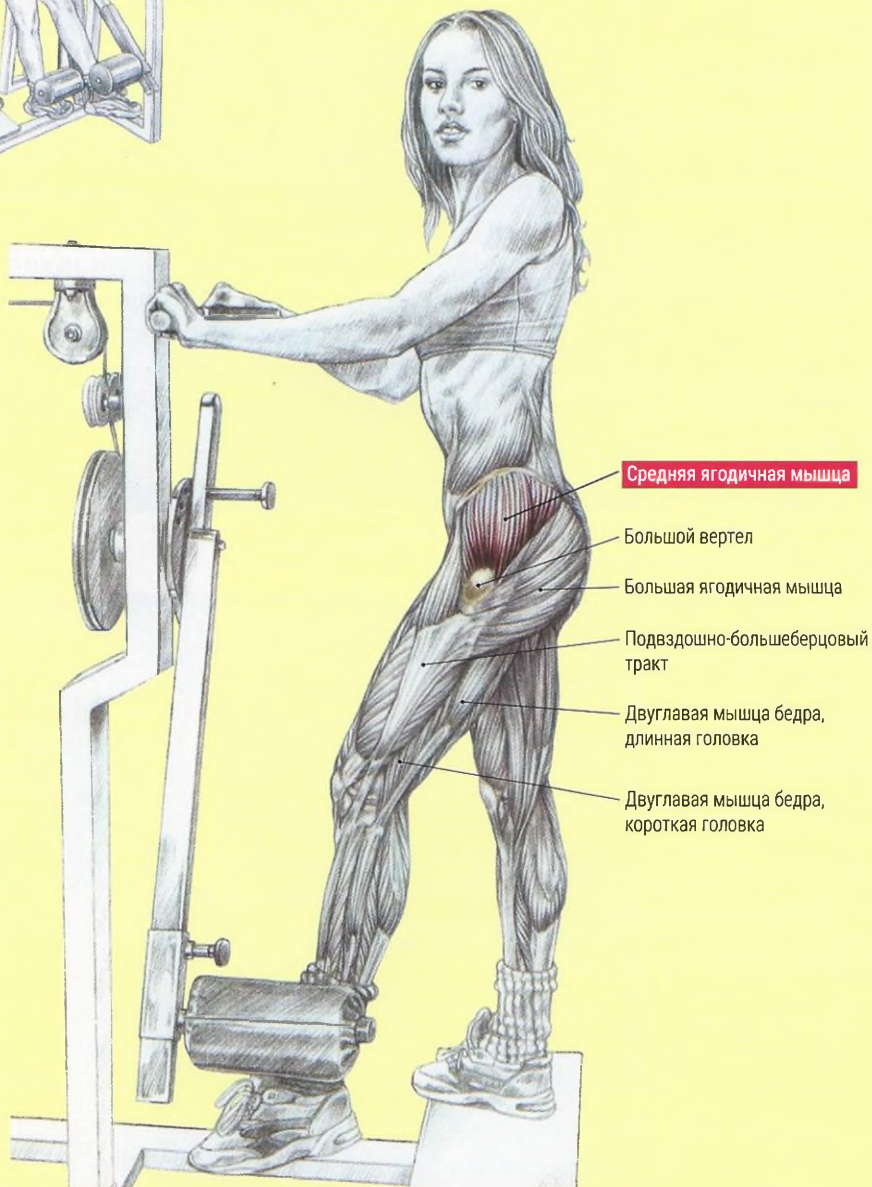 Средняя ягодичная мышца
Большой вертел
Большая ягодичная мышца
Подвздошно-большеберцовый
тракт
Двуглавая мышца бедра,
длинная головка
Двуглавая мышца бедра,
короткая головка